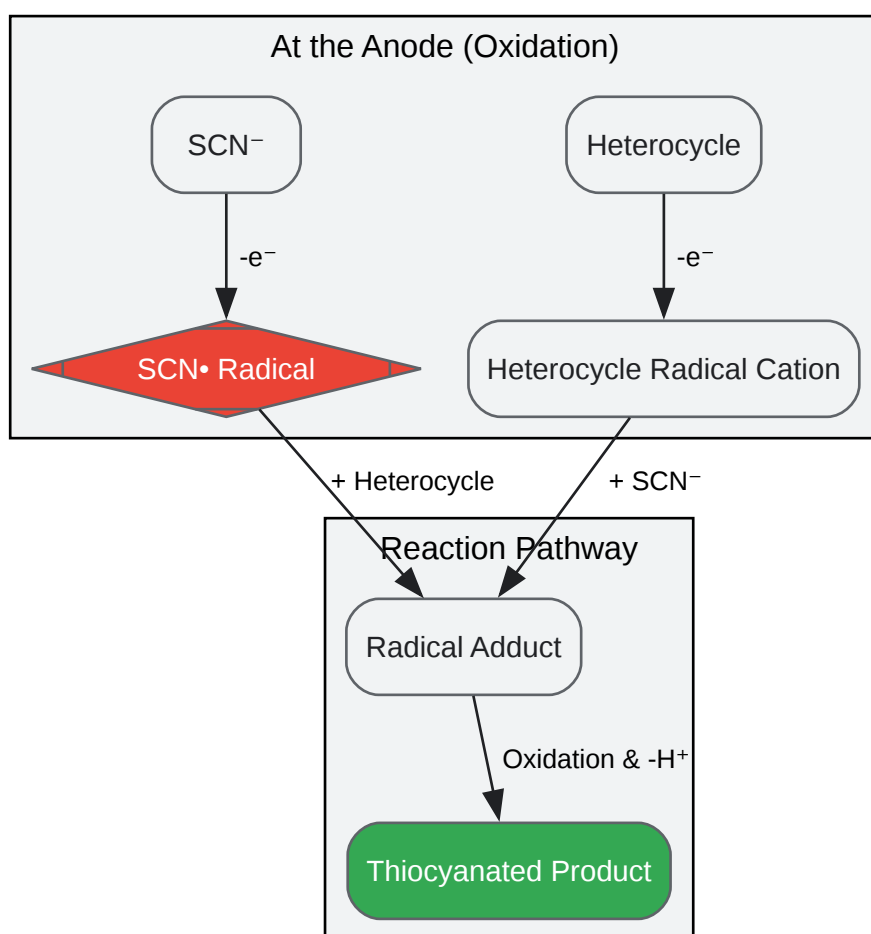 At the Anode (Oxidation)
SCN⁻
Heterocycle
-e⁻
-e⁻
SCN• Radical
Heterocycle Radical Cation
+ Heterocycle
+ SCN⁻
Reaction Pathway
Radical Adduct
Oxidation & -H⁺
Thiocyanated Product